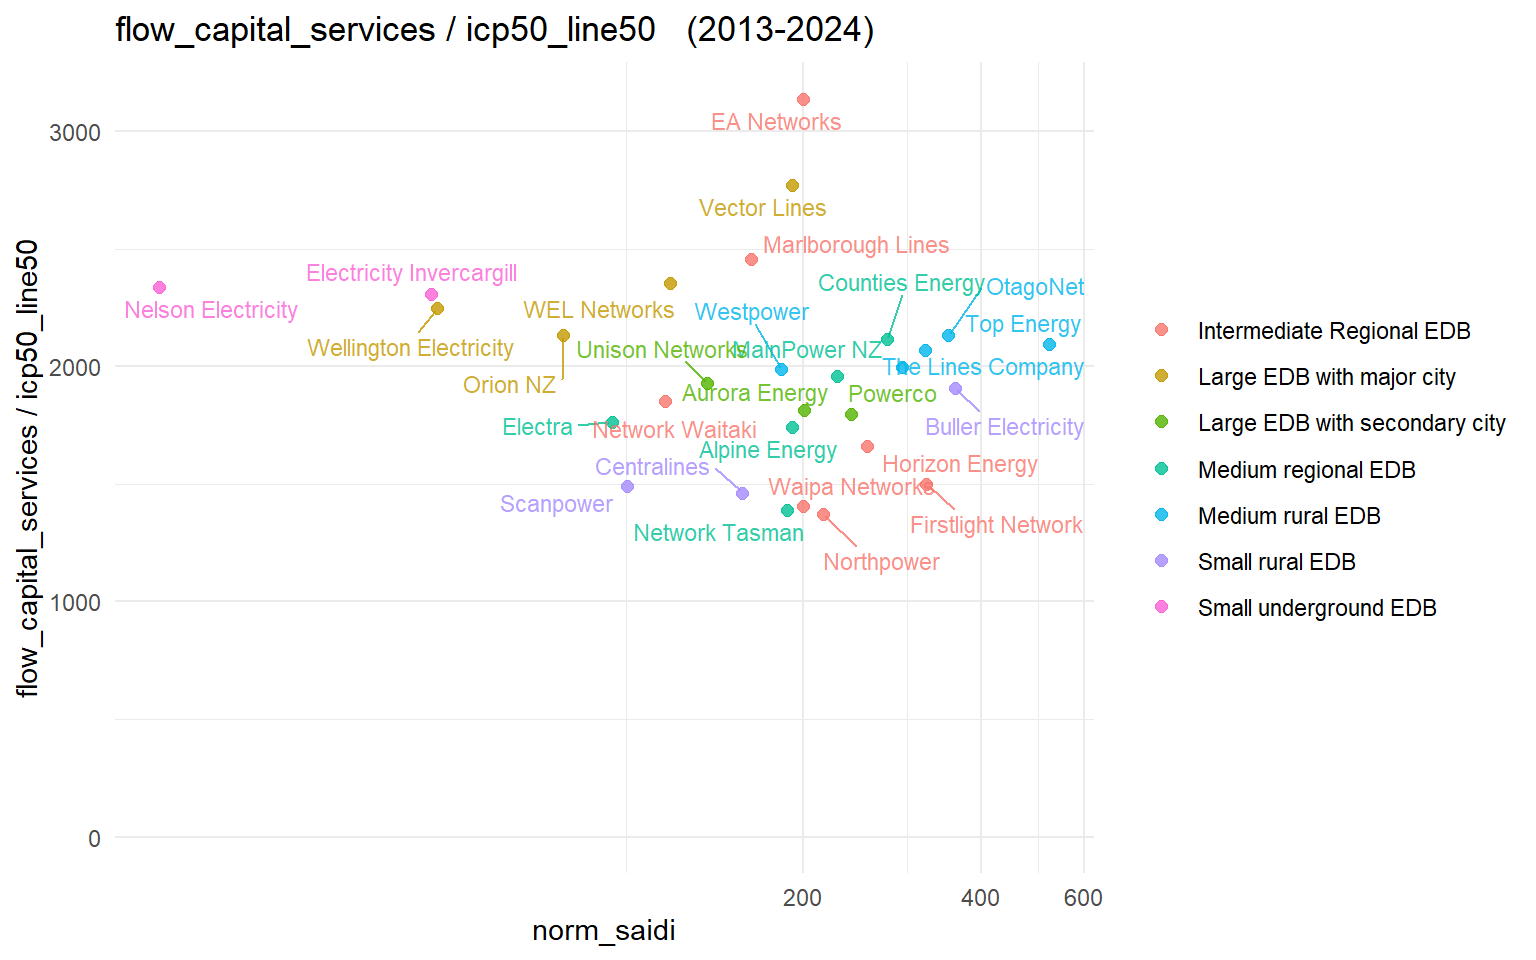 flow_capital_services / icp50_line50   (2013-2024)
flow_capital_services / icp50_line50
3000
2000
1000
0
EA Networks
Vector Lines
Marlborough Lines
Electricity Invercargill
Counties Energy
OtagoNet
Nelson Electricity
WEL Networks
Westpower
Top Energy
Wellington Electricity
Unison Networks
MainPower NZ
The Lines Company
Orion NZ
Aurora Energy
Powerco
Electra
Network Waitaki
Buller Electricity
Alpine Energy
Centralines
Horizon Energy
Waipa Networks
Scanpower
Firstlight Network
Network Tasman
Northpower
200
400
600
norm_saidi
Intermediate Regional EDB
Large EDB with major city
Large EDB with secondary city
Medium regional EDB
Medium rural EDB
Small rural EDB
Small underground EDB